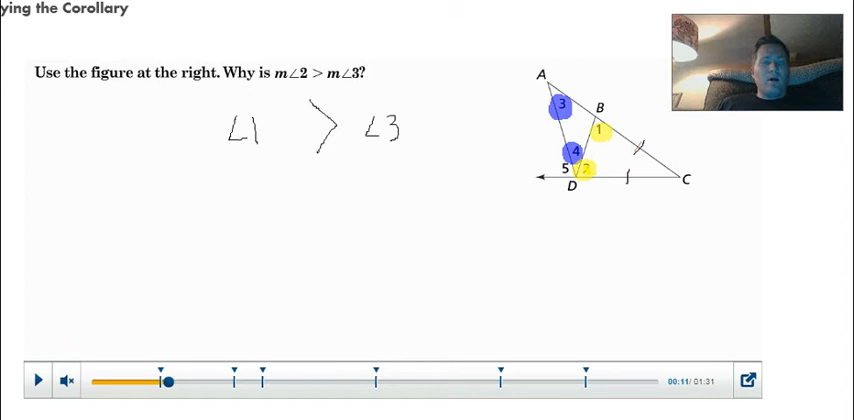 ying the Corollary
Use the figure at the right. Why is m∠2 > m∠3?
∠1 > ∠3
A
3
B
1
4
5
2
D
C
00:11/ 01:31